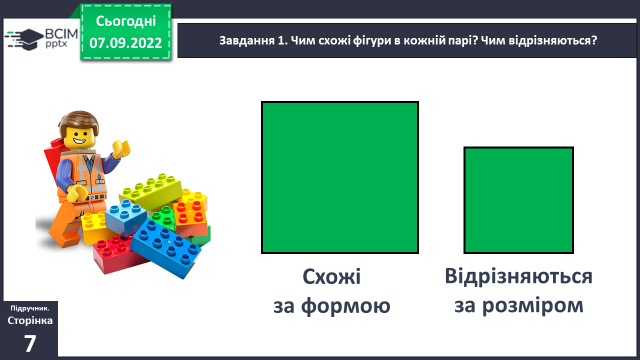 Сьогодні
07.09.2022
ВСІМ
pptx
Завдання 1. Чим схожі фігури в кожній парі? Чим відрізняються?
Схожі
за формою
Відрізняються
за розміром
Підручник.
Сторінка
7